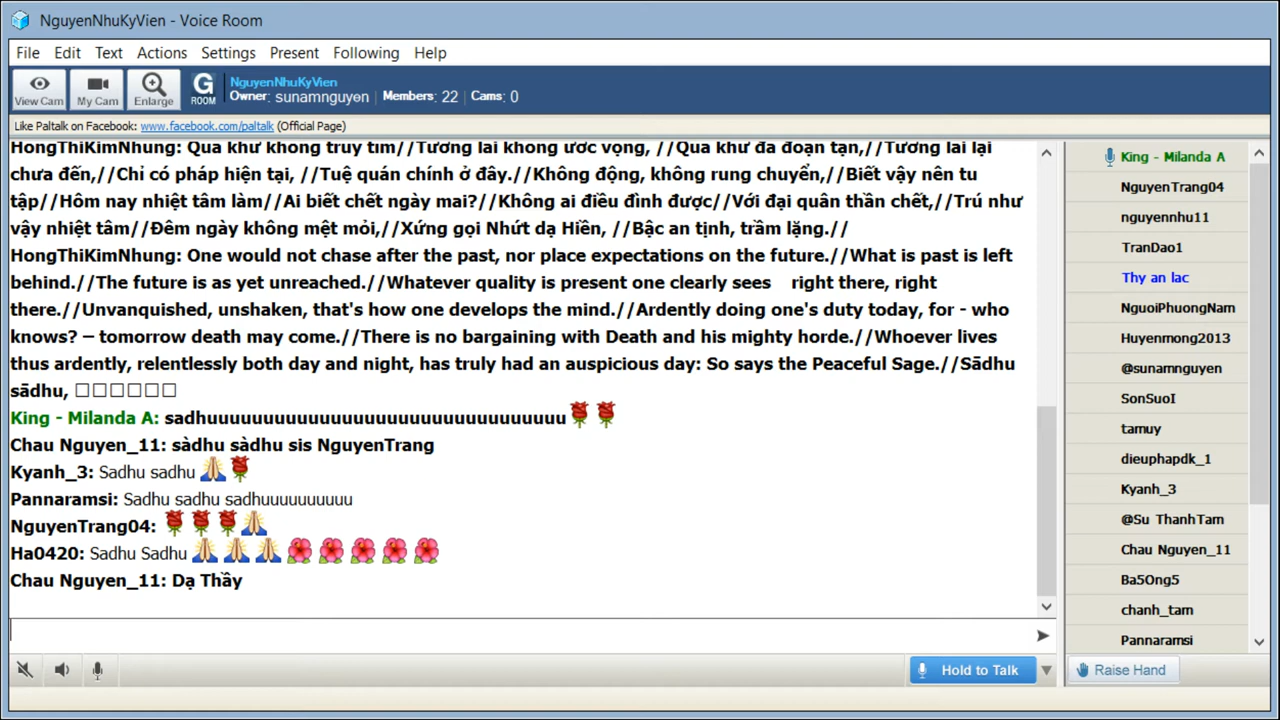 NguyenNhuKyVien - Voice Room
File Edit Text Actions Settings Present Following Help
View Cam
My Cam
Enlarge
G
ROOM
NguyenNhuKyVien
Owner: sunamnguyen | Members: 22 | Cams: 0
Like Paltalk on Facebook: www.facebook.com/paltalk (Official Page)
HongThiKimNhung: Quá khứ không truy tìm//Tương lai không ước vọng, //Quá khứ đã đoạn tận,//Tương lai lại
chưa đến,//Chỉ có pháp hiện tại, //Tuệ quán chính ở đây.//Không động, không rung chuyển,//Biết vậy nên tu
tập//Hôm nay nhiệt tâm làm//Ai biết chết ngày mai?//Không ai điều đình được//Với đại quân thần chết,//Trú như
vậy nhiệt tâm//Đêm ngày không mệt mỏi,//Xứng gọi Nhứt dạ Hiền, //Bậc an tịnh, trầm lặng.//
HongThiKimNhung: One would not chase after the past, nor place expectations on the future.//What is past is left
behind.//The future is as yet unreached.//Whatever quality is present one clearly sees right there, right
there.//Unvanquished, unshaken, that's how one develops the mind.//Ardently doing one's duty today, for - who
knows? – tomorrow death may come.//There is no bargaining with Death and his mighty horde.//Whoever lives
thus ardently, relentlessly both day and night, has truly had an auspicious day: So says the Peaceful Sage.//Sādhu
sādhu, □□□□□□
King - Milanda A: sadhuuuuuuuuuuuuuuuuuuuuuuuuuuuuuuuu🌹🌹
Chau Nguyen_11: sàdhu sàdhu sis NguyenTrang
Kyanh_3: Sadhu sadhu 🙏🌹
Pannaramsi: Sadhu sadhu sadhuuuuuuuuuu
NguyenTrang04: 🌹🌹🌹🙏
Ha0420: Sadhu Sadhu 🙏🙏🙏🌺🌺🌺🌺🌺
Chau Nguyen_11: Dạ Thầy
Hold to Talk
King - Milanda A
NguyenTrang04
nguyennhu11
TranDao1
Thy an lac
NguoiPhuongNam
Huyenmong2013
@sunamnguyen
SonSuoI
tamuy
dieuphapdk_1
Kyanh_3
@Su ThanhTam
Chau Nguyen_11
Ba5Ong5
chanh_tam
Pannaramsi
Raise Hand